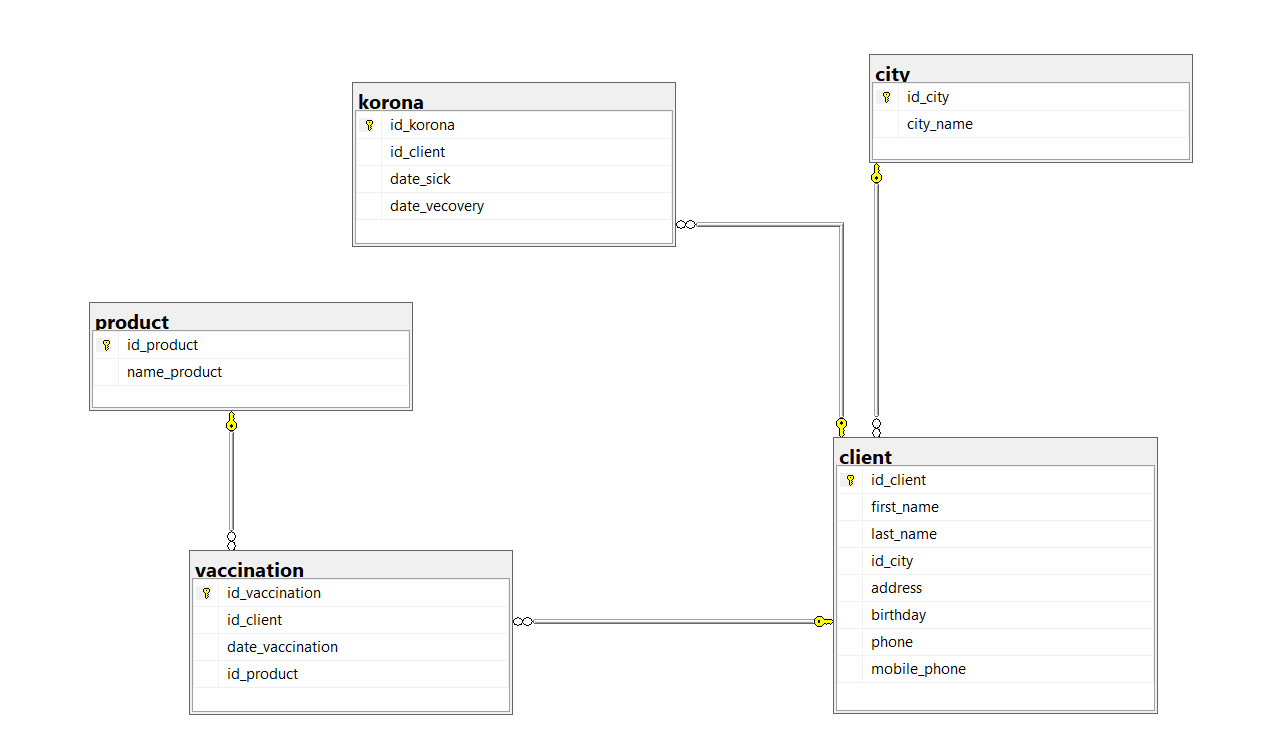 korona
id_korona
id_client
date_sick
date_vecovery
city
id_city
city_name
product
id_product
name_product
client
id_client
first_name
last_name
id_city
address
birthday
phone
mobile_phone
vaccination
id_vaccination
id_client
date_vaccination
id_product